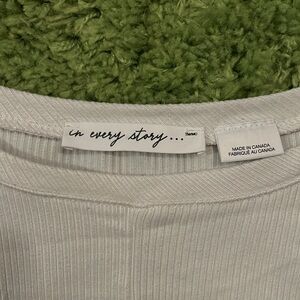 in every story...
MADE IN CANADA
FABRIQUÉ AU CANADA